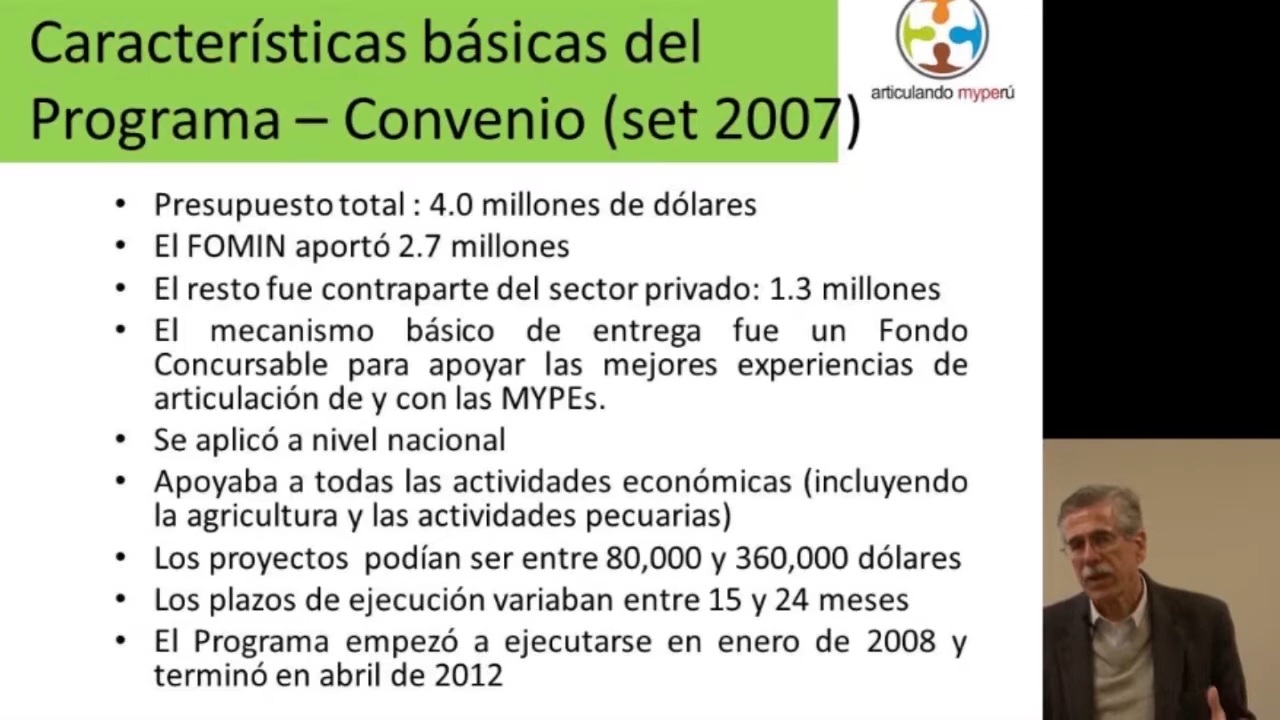 Características básicas del
Programa – Convenio (set 2007)
articulando myperú
• Presupuesto total : 4.0 millones de dólares
• El FOMIN aportó 2.7 millones
• El resto fue contraparte del sector privado: 1.3 millones
• El mecanismo básico de entrega fue un Fondo
Concursable para apoyar las mejores experiencias de
articulación de y con las MYPEs.
• Se aplicó a nivel nacional
• Apoyaba a todas las actividades económicas (incluyendo
la agricultura y las actividades pecuarias)
• Los proyectos podían ser entre 80,000 y 360,000 dólares
• Los plazos de ejecución variaban entre 15 y 24 meses
• El Programa empezó a ejecutarse en enero de 2008 y
terminó en abril de 2012